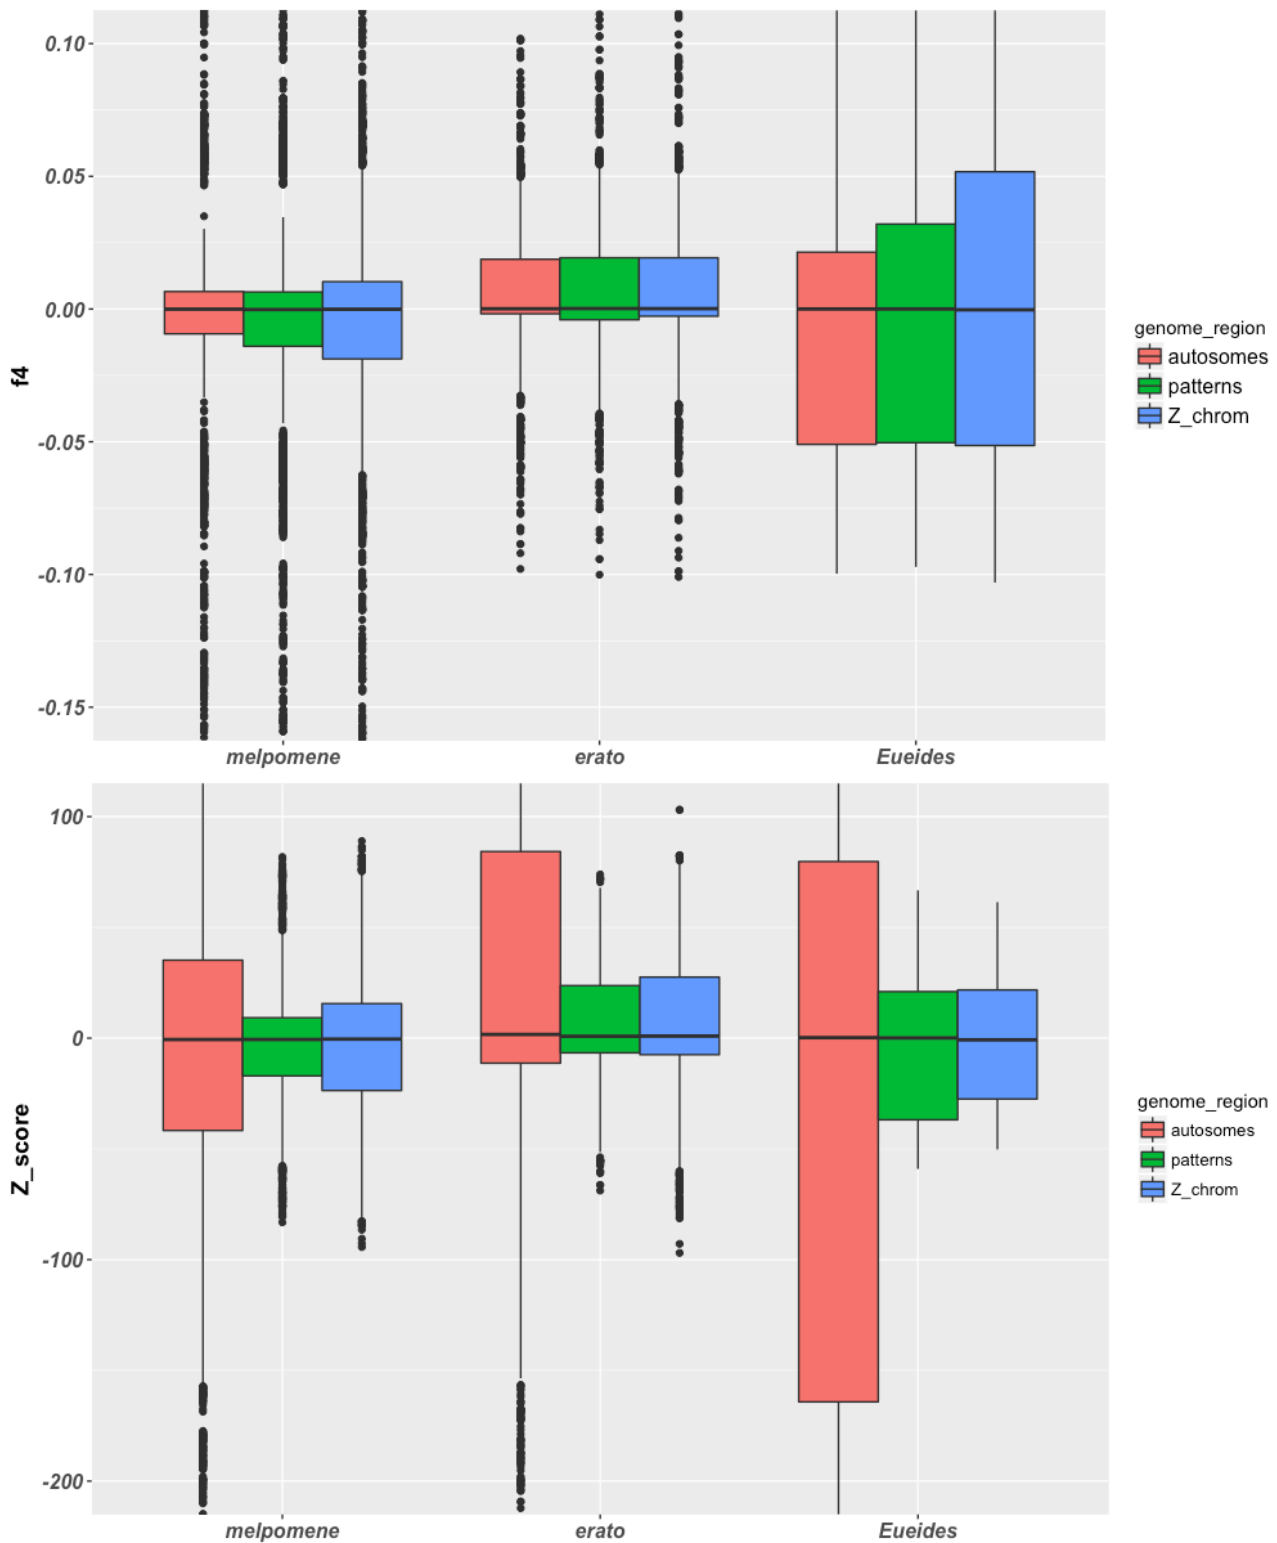 0.10
0.05
0.00
-0.05
-0.10
-0.15
f4
melpomene erato Eueides
genome_region
autosomes
patterns
Z_chrom
100
0
-100
-200
Z_score
melpomene erato Eueides
genome_region
autosomes
patterns
Z_chrom